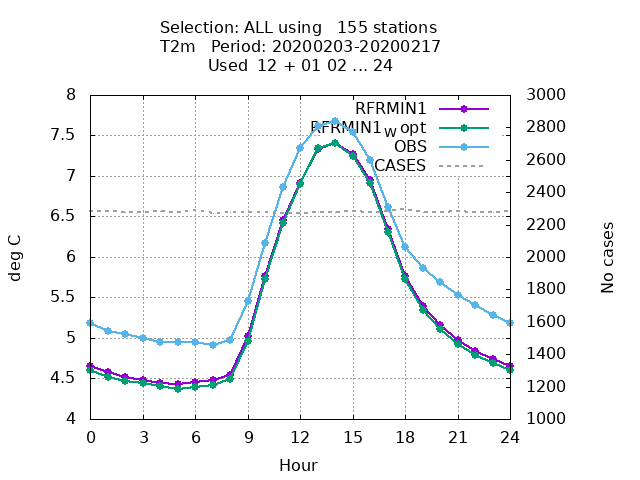 Selection: ALL using   155 stations
T2m   Period: 20200203-20200217
Used  12 + 01 02 ... 24
8
7.5
7
6.5
6
5.5
5
4.5
4
3000
2800
2600
2400
2200
2000
1800
1600
1400
1200
1000
RFRMIN1
RFRMIN1w opt
OBS
CASES
deg C
No cases
0 3 6 9 12 15 18 21 24
Hour